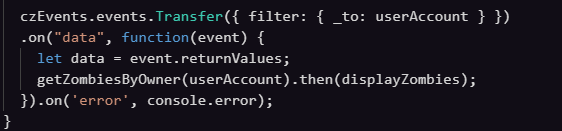 czEvents.events.Transfer({ filter: { _to: userAccount } })
.on("data", function(event) {
let data = event.returnValues;
getZombiesByOwner(userAccount).then(displayZombies);
}).on('error', console.error);
}